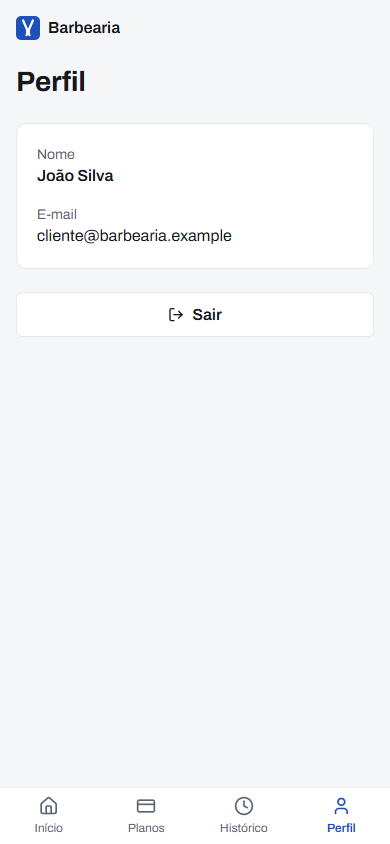 Barbearia
Perfil
Nome
João Silva
E-mail
cliente@barbearia.example
Sair
Início
Planos
Histórico
Perfil